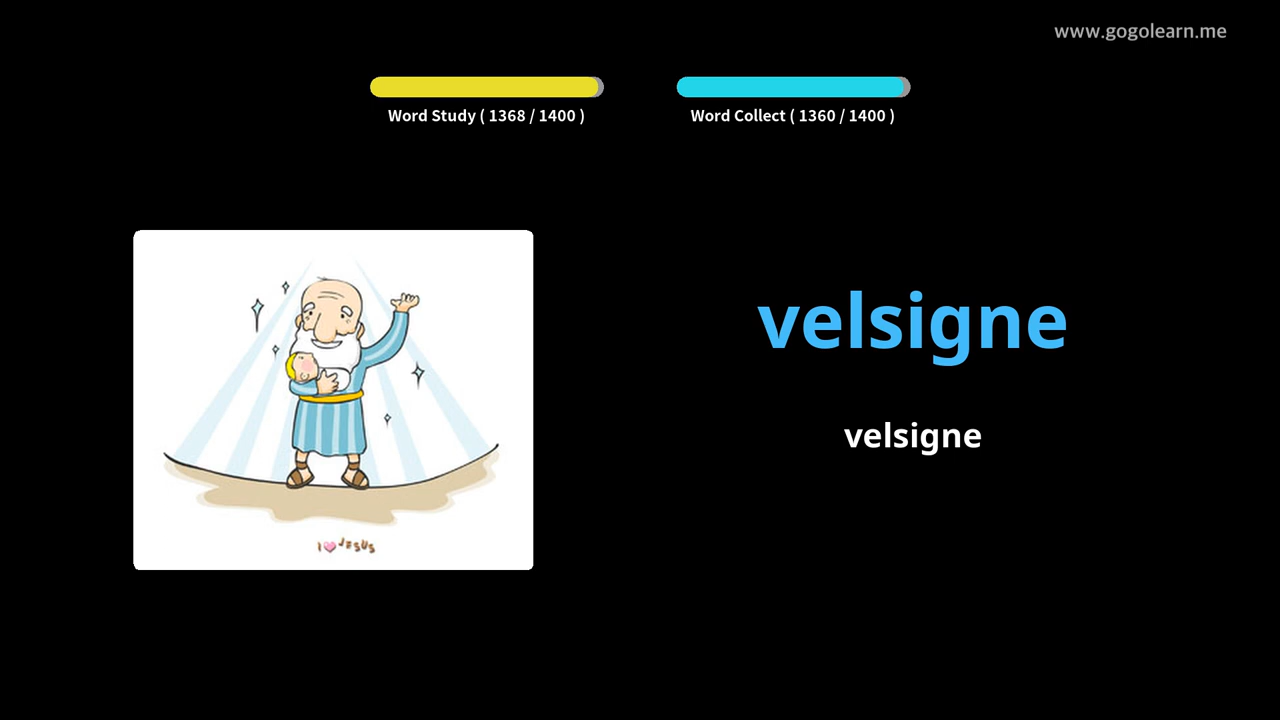 www.gogolearn.me
Word Study ( 1368 / 1400 )
Word Collect ( 1360 / 1400 )
velsigne
velsigne
I JESUS